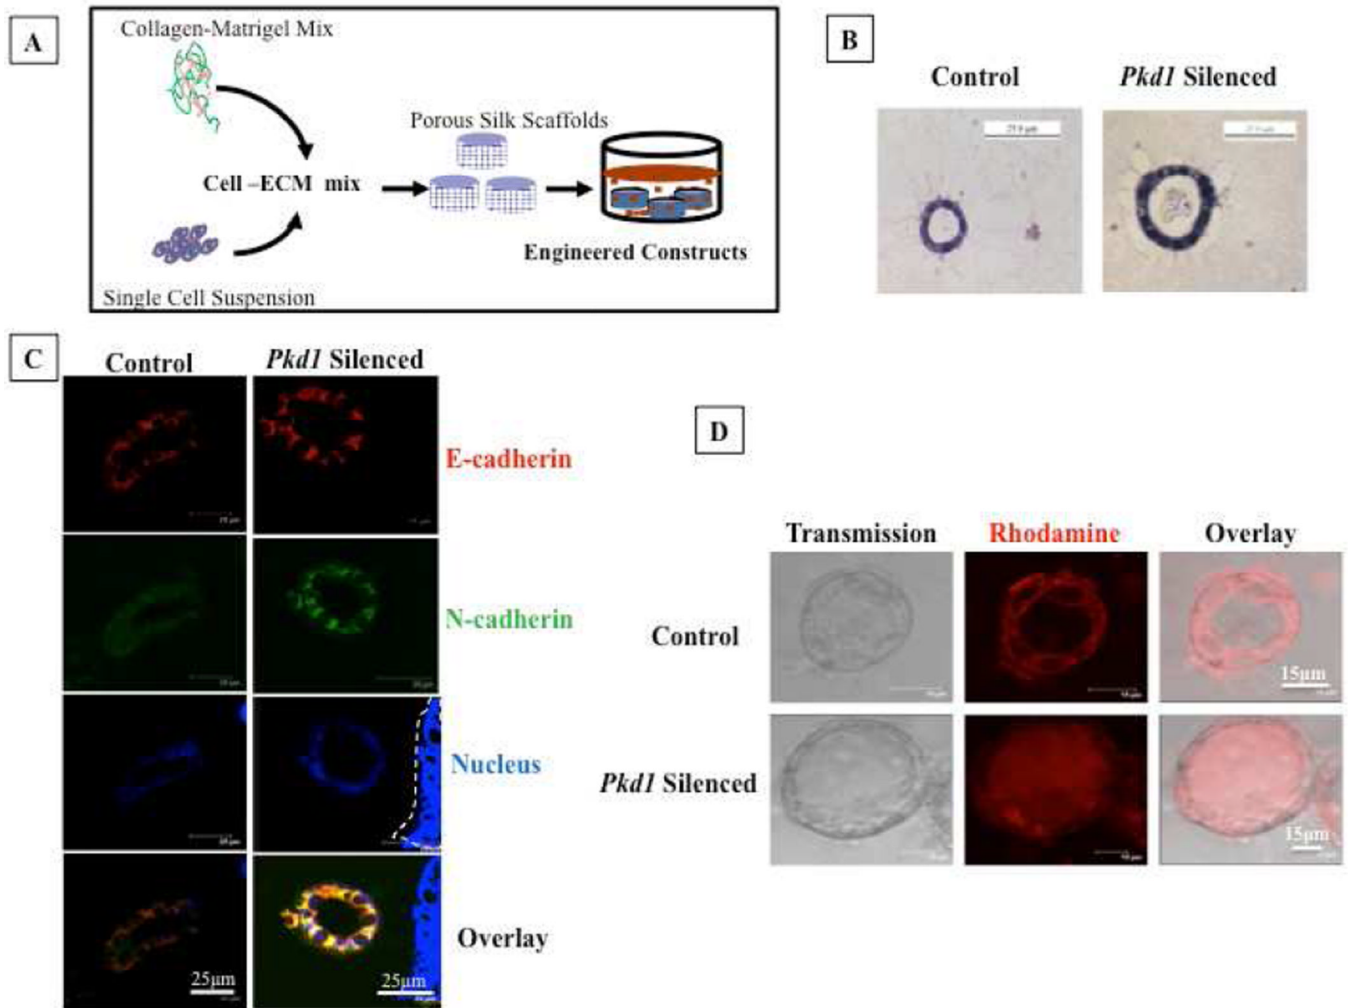 A
Collagen-Matrigel Mix
Porous Silk Scaffolds
Cell –ECM mix
Engineered Constructs
Single Cell Suspension
B
Control
Pkd1 Silenced
C
Control
Pkd1 Silenced
E-cadherin
N-cadherin
Nucleus
Overlay
25μm
25μm
D
Transmission
Rhodamine
Overlay
Control
15μm
Pkd1 Silenced
15μm